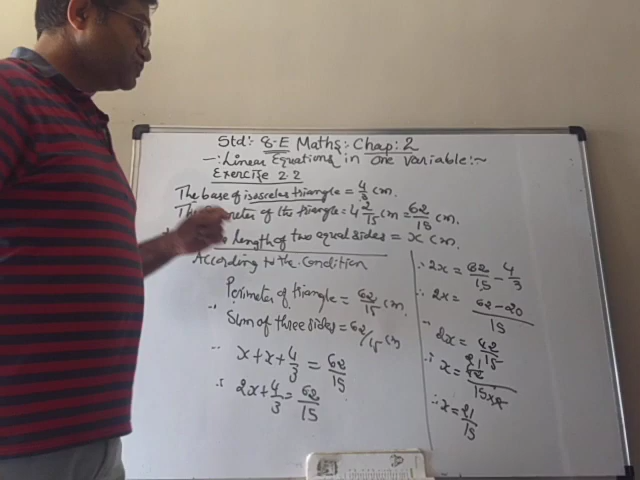 Std: 8-E Maths: Chap: 2
-: Linear Equations in One Variable:~
Exercise 2.2
The base of isosceles triangle = 4/3 cm.
The of the triangle = 4 2/15 cm = 62/15 cm.
length of two equal sides = x cm.
According to the Condition
Perimeter of triangle = 62/15 cm.
∴ Sum of three sides = 62/15 cm
∴ x + x + 4/3 = 62/15
∴ 2x + 4/3 = 62/15
∴ 2x = 62/15 - 4/3
∴ 2x = 62-20/15
∴ 2x = 42/15
∴ x = 21 42/15×2
∴ x = 21/15